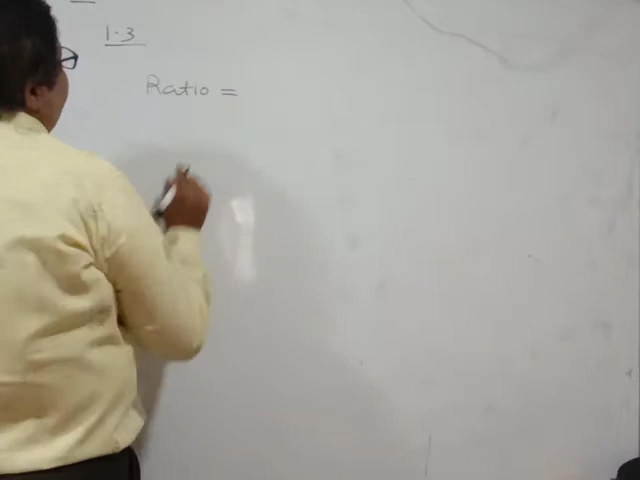 1.3
Ratio =